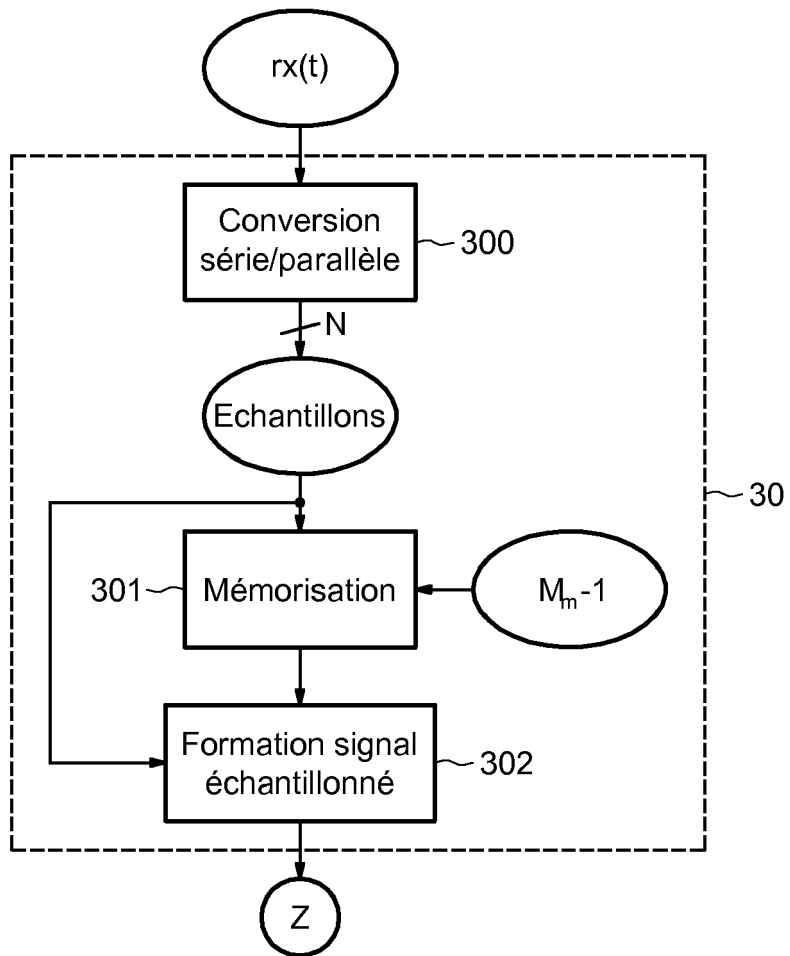 rx(t)
Conversion
série/parallèle
300
N
Echantillons
30
301
Mémorisation
Mm-1
Formation signal
échantillonné
302
Z